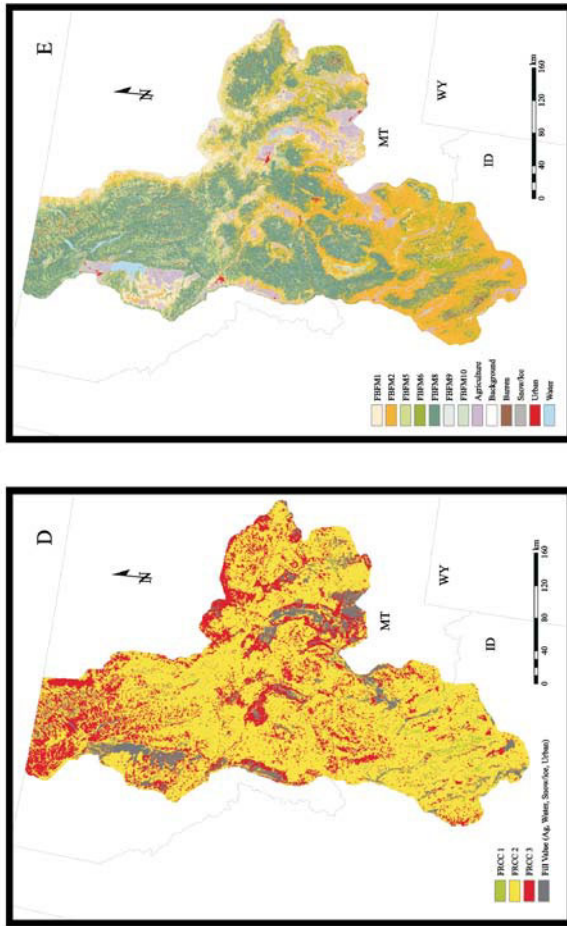 E
N
WY
MT
ID
0 40 80 120 160
km
FBFM1
FBFM2
FBFM5
FBFM6
FBFM8
FBFM9
FBFM10
Agriculture
Background
Barren
Snow/Ice
Urban
Water
D
N
WY
MT
ID
0 40 80 120 160
km
FRCC 1
FRCC 2
FRCC 3
Fill Value (Ag, Water, Snow/Ice, Urban)